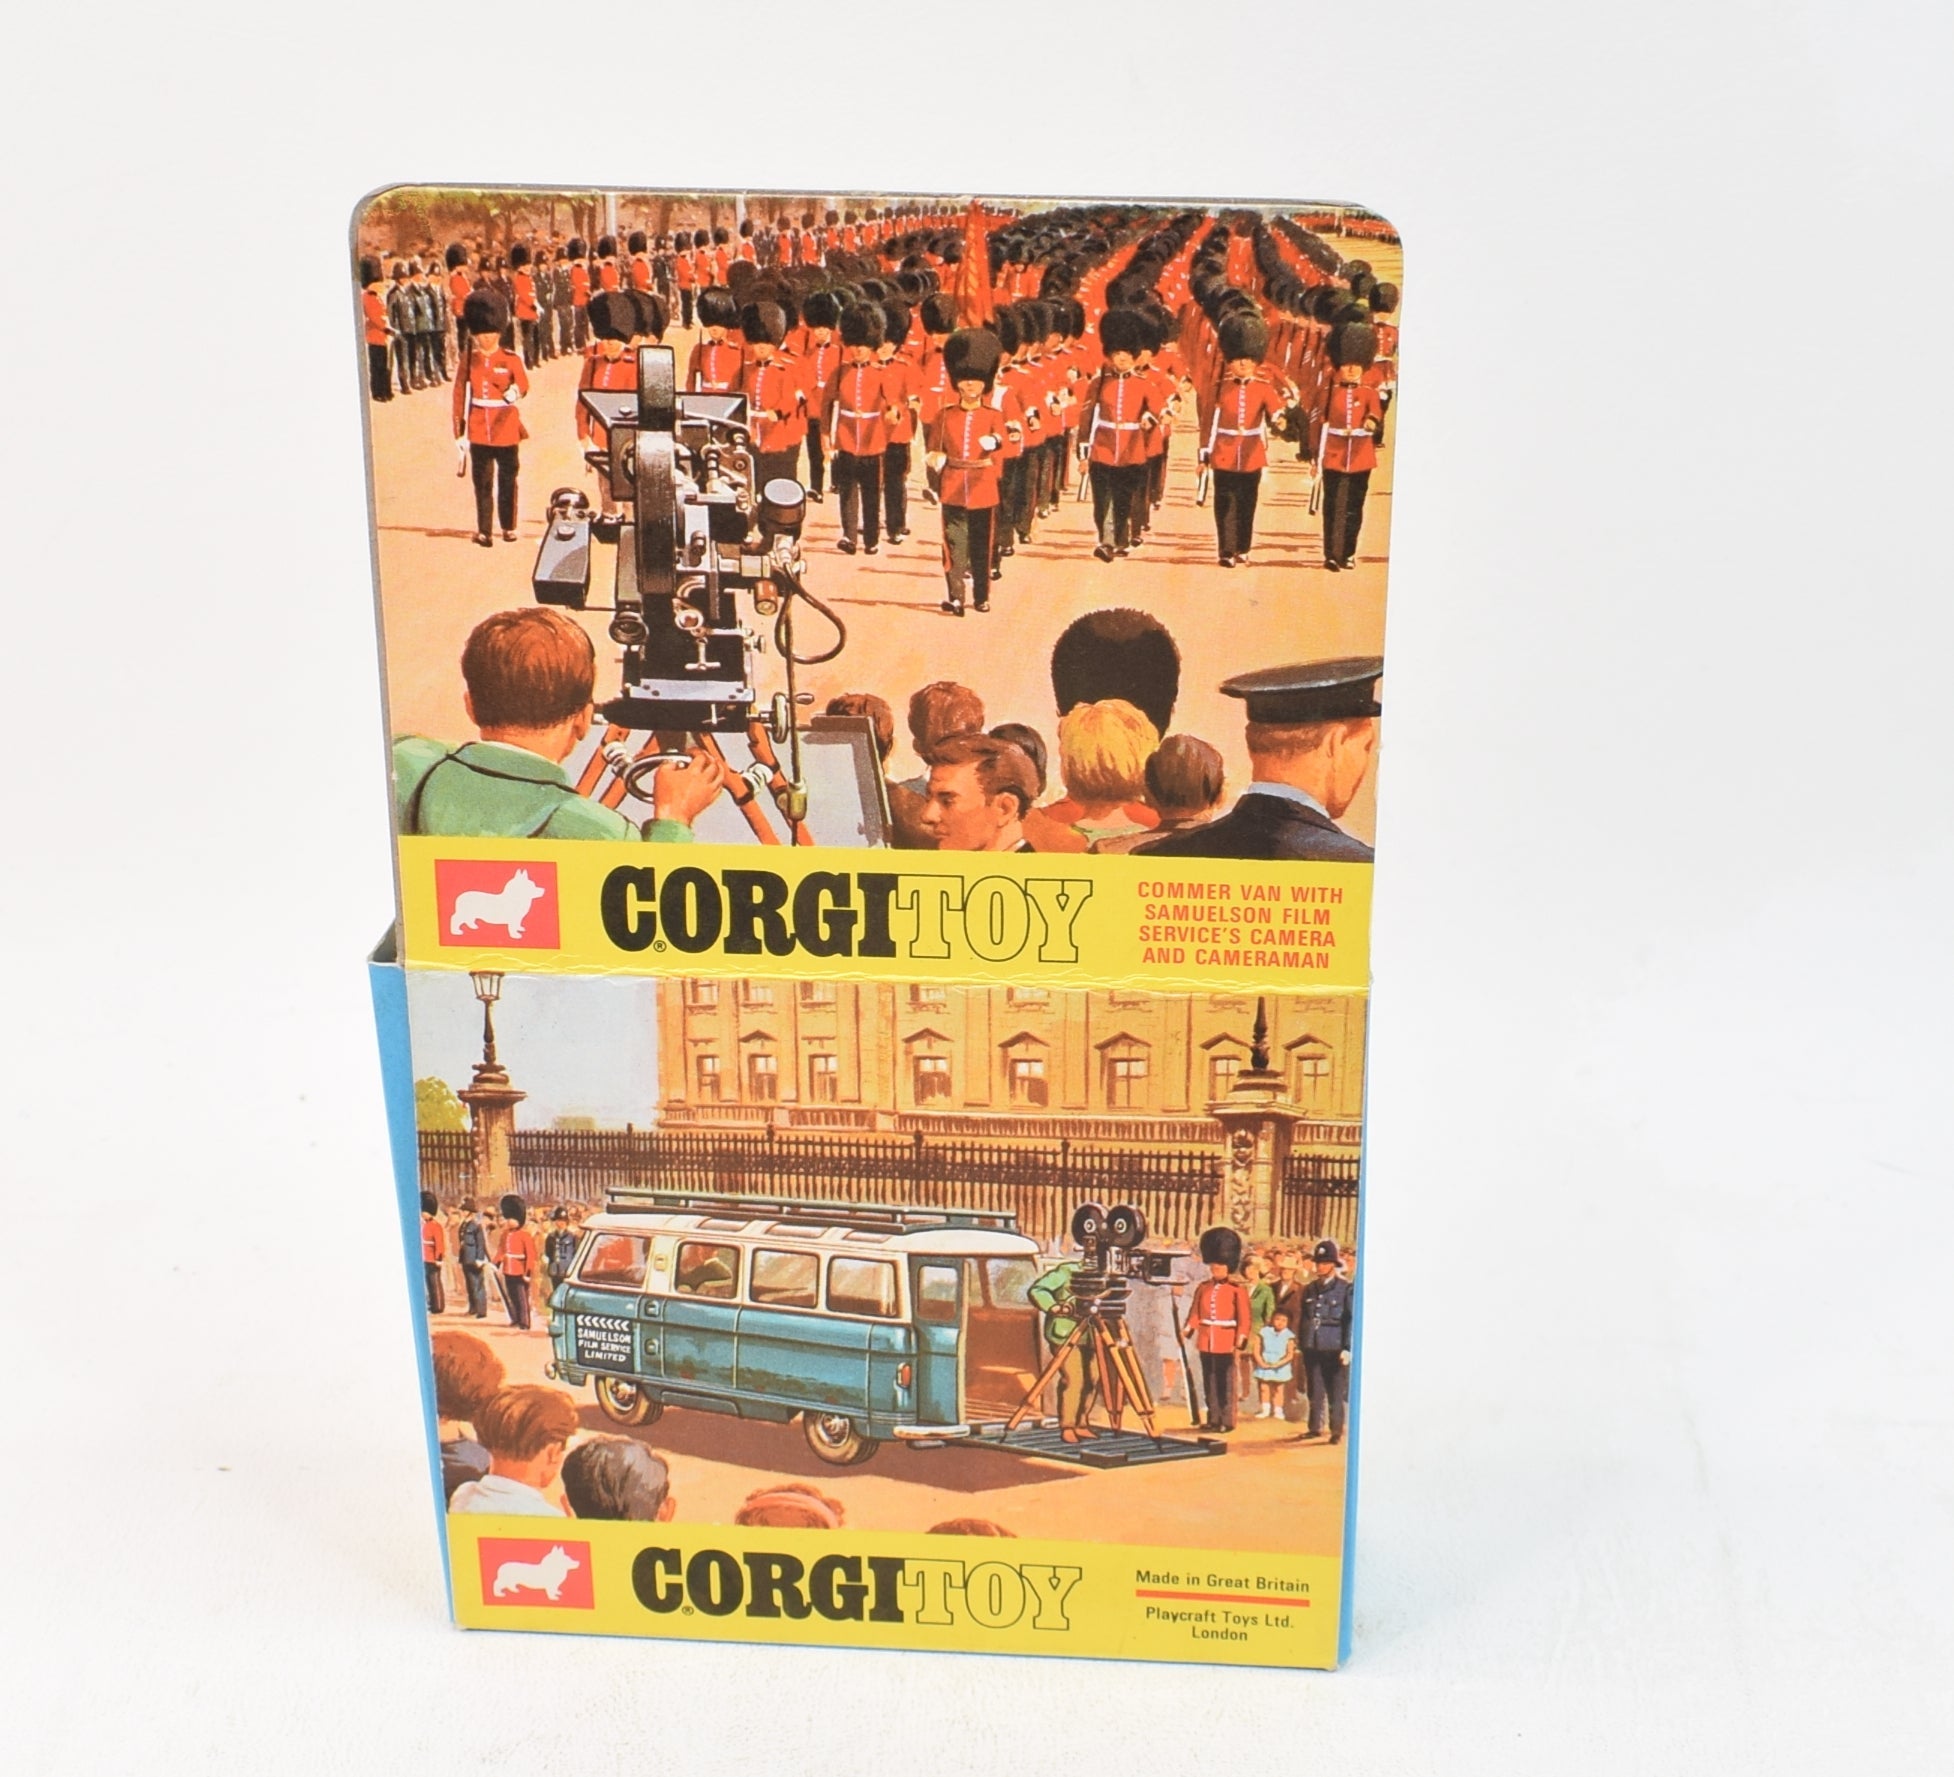 CORGITOY
®
COMMER VAN WITH
SAMUELSON FILM
SERVICE'S CAMERA
AND CAMERAMAN
SAMUELSON
FILM SERVICE
LIMITED
CORGITOY
®
Made in Great Britain
Playcraft Toys Ltd.
London